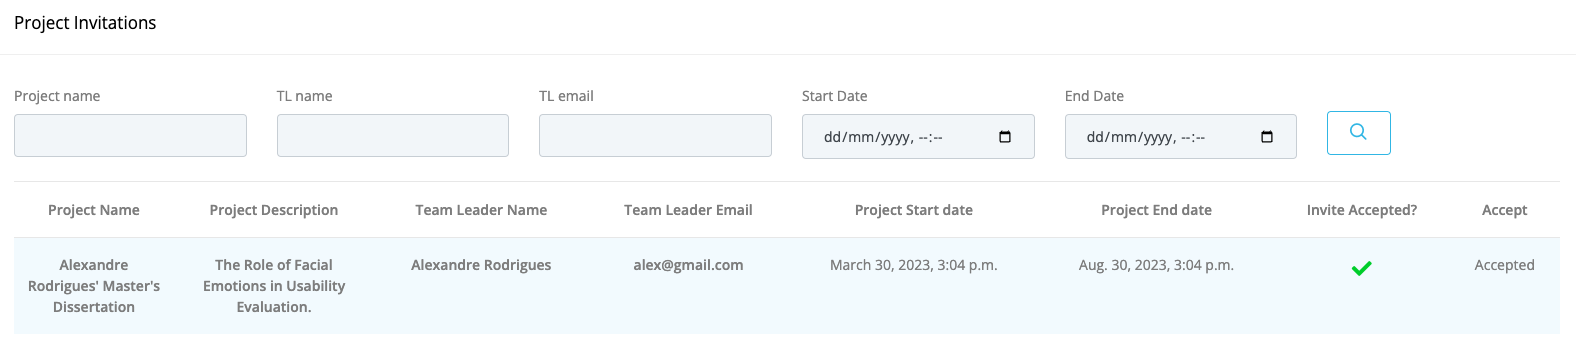 Project Invitations
Project name TL name TL email Start Date End Date
dd/mm/yyyy, --:-- dd/mm/yyyy, --:--
Project Name Project Description Team Leader Name Team Leader Email Project Start date Project End date Invite Accepted? Accept
Alexandre The Role of Facial Alexandre Rodrigues alex@gmail.com March 30, 2023, 3:04 p.m. Aug. 30, 2023, 3:04 p.m. Accepted
Rodrigues' Master's Emotions in Usability
Dissertation Evaluation.